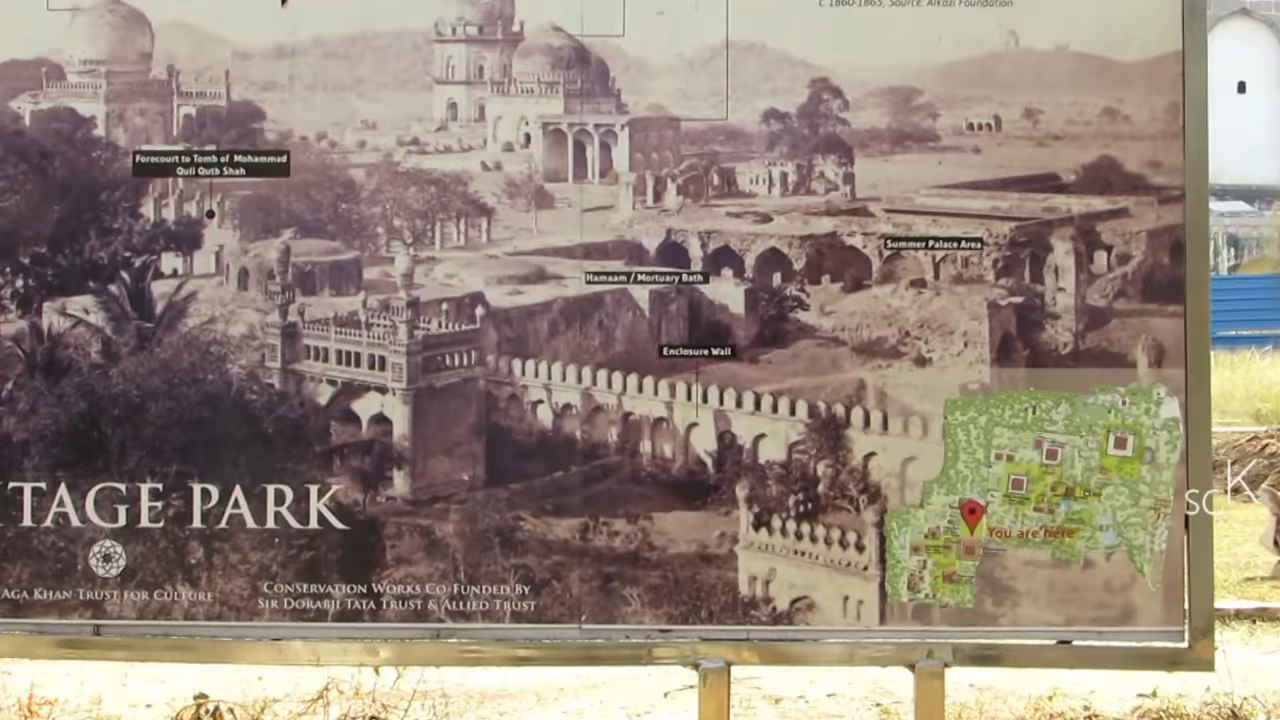 c 1860-1865, Source: Alkazi Foundation
Forecourt to Tomb of Mohammad
Quli Qutb Shah
Summer Palace Area
Hamaam / Mortuary Bath
Enclosure Wall
TAGE PARK
You are here
AGA KHAN TRUST FOR CULTURE
CONSERVATION WORKS CO-FUNDED BY
SIR DORABJI TATA TRUST & ALLIED TRUST
SC K